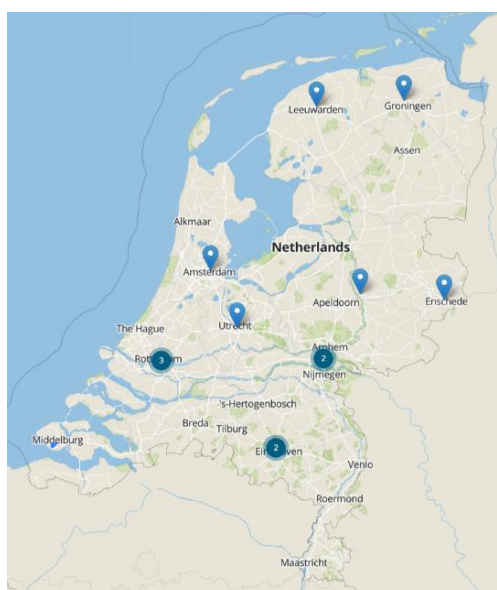 Leeuwarden
Groningen
Assen
Alkmaar
Netherlands
Amsterdam
Apeldoorn
Enschede
The Hague
Utrecht
Arnhem
3
2
Nijmegen
's-Hertogenbosch
Breda
Tilburg
Middelburg
2
Venlo
Roermond
Maastricht